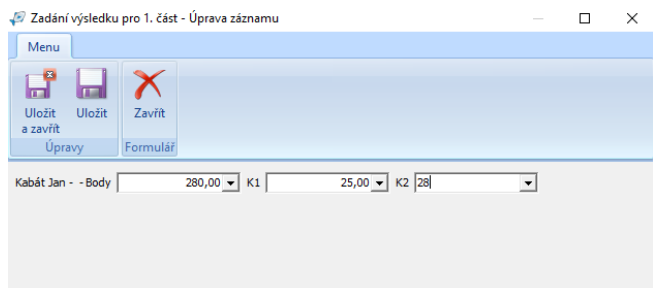 Zadání výsledku pro 1. část - Úprava záznamu
Menu
Uložit a zavřít
Uložit
Zavřít
Úpravy
Formulář
Kabát Jan - - Body 280,00 K1 25,00 K2 28